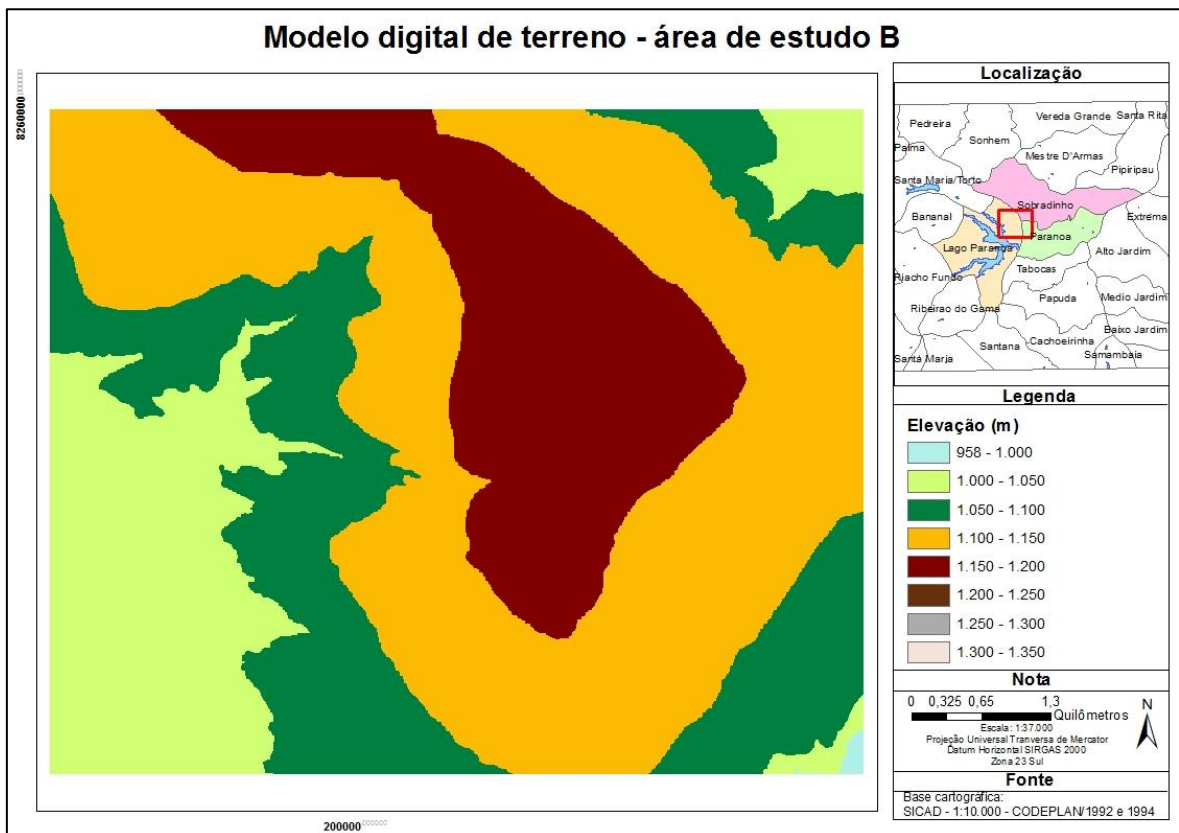 Modelo digital de terreno - área de estudo B
8260000
200000
Localização
Pedreira
Sonhem
Vereda Grande
Santa Rita
Palma
Mestre D'Armas
Pipiripau
Santa Maria/Torto
Sobradinho
Bananal
Extrema
Paranoa
Lago Paranoa
Alto Jardim
Riacho Fundo
Tabocas
Papuda
Medio Jardim
Ribeirao do Gama
Baixo Jardim
Santana
Cachoeirinha
Santa Maria
Samambaia
Legenda
Elevação (m)
958 - 1.000
1.000 - 1.050
1.050 - 1.100
1.100 - 1.150
1.150 - 1.200
1.200 - 1.250
1.250 - 1.300
1.300 - 1.350
Nota
0 0,325 0,65 1,3
Quilômetros
N
Escala: 1:37.000
Projeção Universal Tranversa de Mercator
Datum Horizontal SIRGAS 2000
Zona 23 Sul
Fonte
Base cartográfica:
SICAD - 1:10.000 - CODEPLAN/1992 e 1994